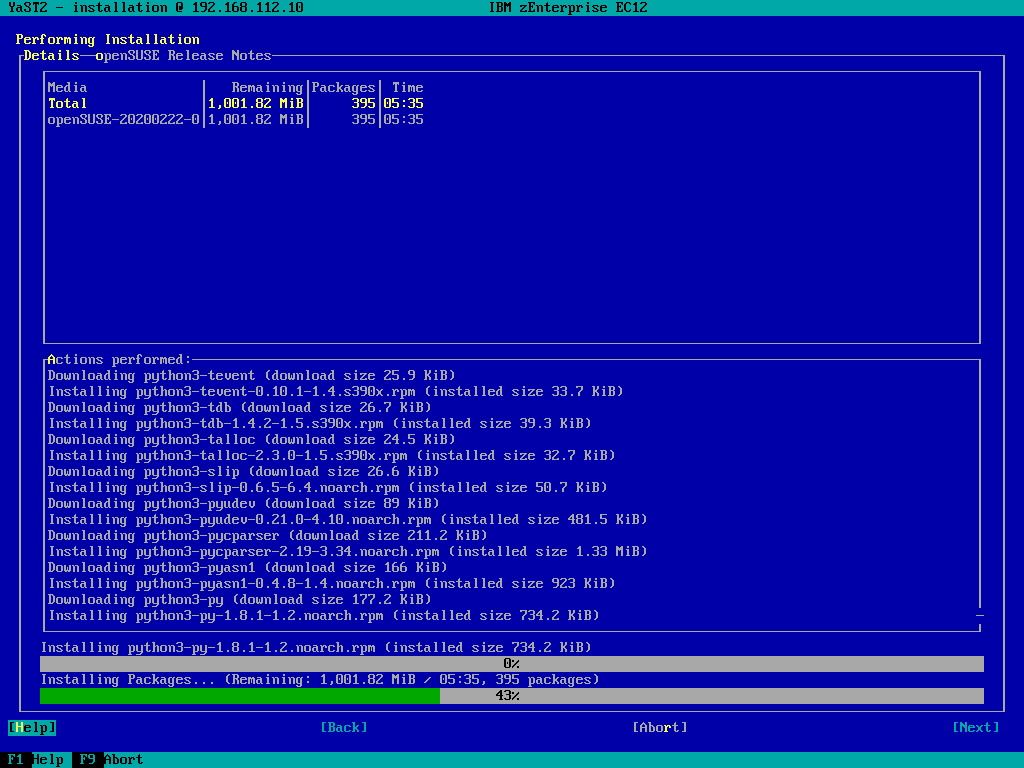 YaST2 - installation @ 192.168.112.10 IBM zEnterprise EC12
Performing Installation
Details openSUSE Release Notes
Media Remaining Packages Time
Total 1,001.82 MiB 395 05:35
openSUSE-20200222-0 1,001.82 MiB 395 05:35
Actions performed:
Downloading python3-tevent (download size 25.9 KiB)
Installing python3-tevent-0.10.1-1.4.s390x.rpm (installed size 33.7 KiB)
Downloading python3-tdb (download size 26.7 KiB)
Installing python3-tdb-1.4.2-1.5.s390x.rpm (installed size 39.3 KiB)
Downloading python3-talloc (download size 24.5 KiB)
Installing python3-talloc-2.3.0-1.5.s390x.rpm (installed size 32.7 KiB)
Downloading python3-slip (download size 26.6 KiB)
Installing python3-slip-0.6.5-6.4.noarch.rpm (installed size 50.7 KiB)
Downloading python3-pyudev (download size 89 KiB)
Installing python3-pyudev-0.21.0-4.10.noarch.rpm (installed size 481.5 KiB)
Downloading python3-pycparser (download size 211.2 KiB)
Installing python3-pycparser-2.19-3.34.noarch.rpm (installed size 1.33 MiB)
Downloading python3-pyasn1 (download size 166 KiB)
Installing python3-pyasn1-0.4.8-1.4.noarch.rpm (installed size 923 KiB)
Downloading python3-py (download size 177.2 KiB)
Installing python3-py-1.8.1-1.2.noarch.rpm (installed size 734.2 KiB)
Installing python3-py-1.8.1-1.2.noarch.rpm (installed size 734.2 KiB)
0%
Installing Packages... (Remaining: 1,001.82 MiB / 05:35, 395 packages)
43%
[Help] [Back] [Abort] [Next]
F1 Help F9 Abort